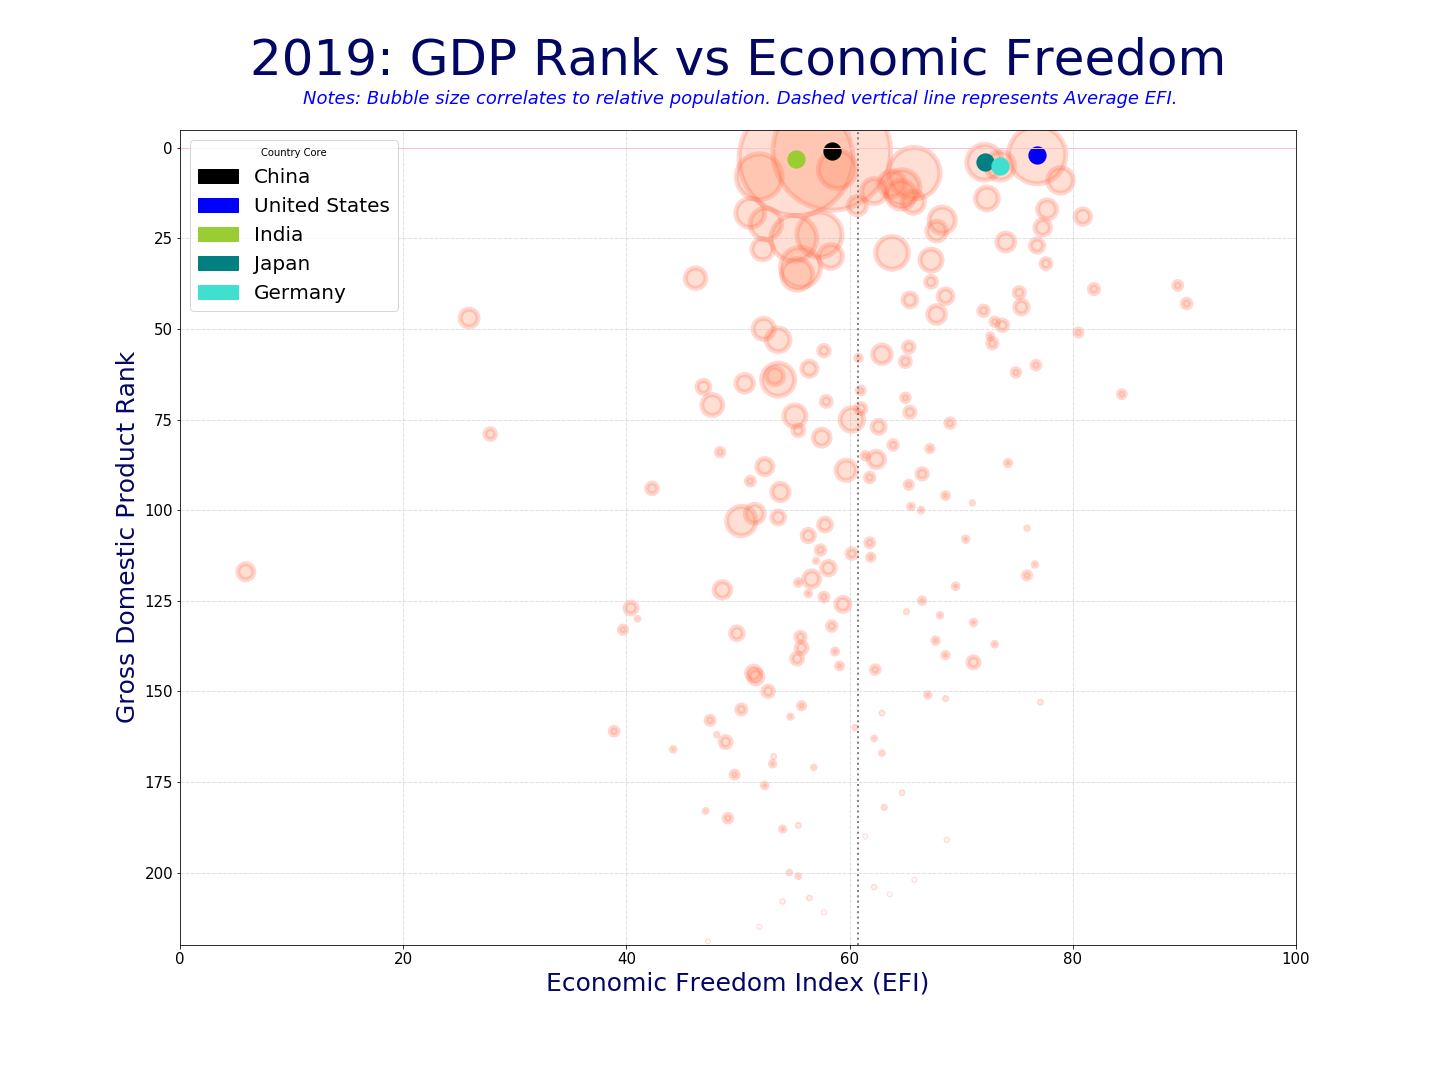 2019: GDP Rank vs Economic Freedom
Notes: Bubble size correlates to relative population. Dashed vertical line represents Average EFI.
Country Core
China
United States
India
Japan
Germany
Gross Domestic Product Rank
0
25
50
75
100
125
150
175
200
0 20 40 60 80 100
Economic Freedom Index (EFI)